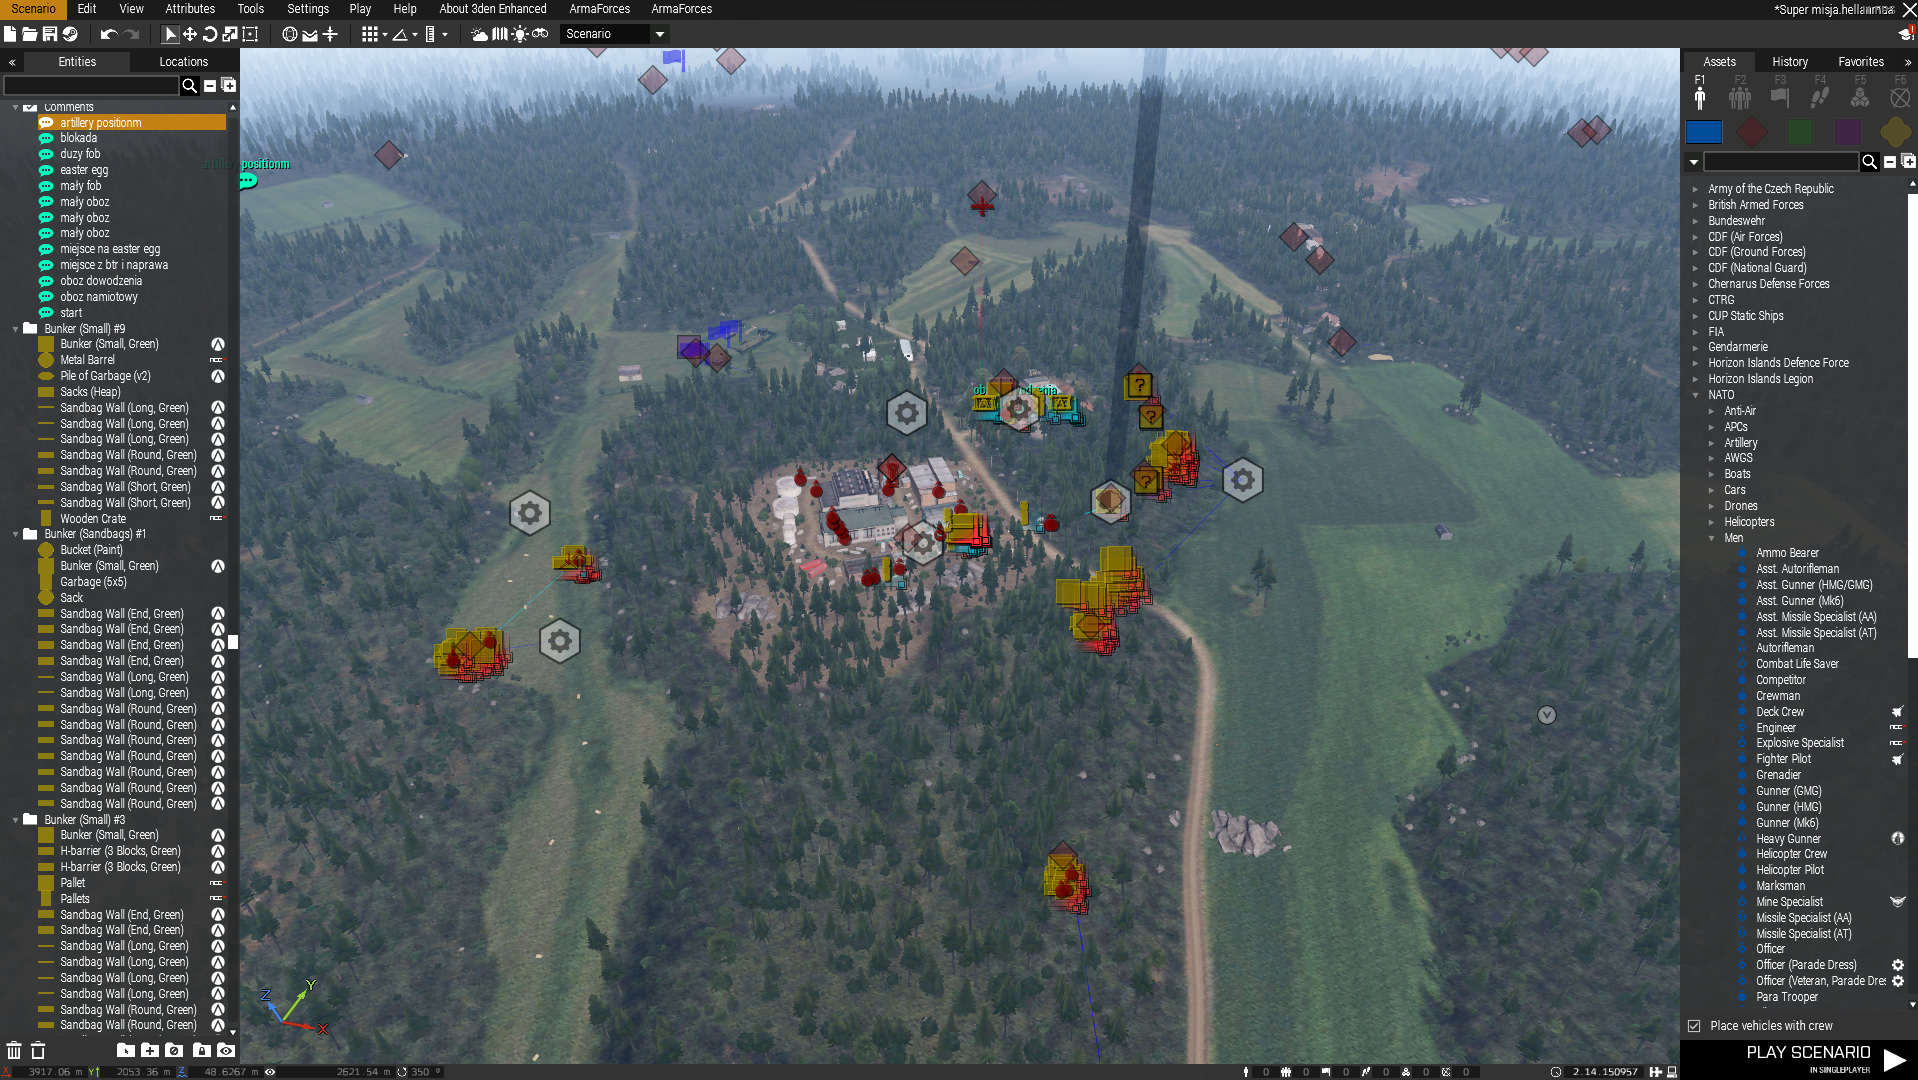 Scenario Edit View Attributes Tools Settings Play Help About 3den Enhanced ArmaForces ArmaForces
Scenario
Entities Locations
Comments
artillery positionm
blokada
duzy fob
easter egg
mały fob
mały oboz
mały oboz
mały oboz
miejsce na easter egg
miejsce z btr i naprawa
oboz dowodzenia
oboz namiotowy
start
Bunker (Small) #9
Bunker (Small, Green)
Metal Barrel
Pile of Garbage (v2)
Sacks (Heap)
Sandbag Wall (Long, Green)
Sandbag Wall (Long, Green)
Sandbag Wall (Long, Green)
Sandbag Wall (Round, Green)
Sandbag Wall (Round, Green)
Sandbag Wall (Short, Green)
Sandbag Wall (Short, Green)
Wooden Crate
Bunker (Sandbags) #1
Bucket (Paint)
Bunker (Small, Green)
Garbage (5x5)
Sack
Sandbag Wall (End, Green)
Sandbag Wall (End, Green)
Sandbag Wall (End, Green)
Sandbag Wall (End, Green)
Sandbag Wall (Long, Green)
Sandbag Wall (Long, Green)
Sandbag Wall (Round, Green)
Sandbag Wall (Round, Green)
Sandbag Wall (Round, Green)
Sandbag Wall (Round, Green)
Sandbag Wall (Round, Green)
Sandbag Wall (Round, Green)
Sandbag Wall (Round, Green)
Bunker (Small) #3
Bunker (Small, Green)
H-barrier (3 Blocks, Green)
H-barrier (3 Blocks, Green)
Pallet
Pallets
Sandbag Wall (End, Green)
Sandbag Wall (End, Green)
Sandbag Wall (Long, Green)
Sandbag Wall (Long, Green)
Sandbag Wall (Long, Green)
Sandbag Wall (Long, Green)
Sandbag Wall (Round, Green)
Sandbag Wall (Round, Green)
X 3917.06 m Y 2053.36 m Z 48.6267 m 2621.54 m 350 °
positionm
Z Y X
? ? ?
Assets History Favorites
F1 F2 F3 F4 F5 F6
Army of the Czech Republic
British Armed Forces
Bundeswehr
CDF (Air Forces)
CDF (Ground Forces)
CDF (National Guard)
Chernarus Defense Forces
CTRG
CUP Static Ships
FIA
Gendarmerie
Horizon Islands Defence Force
Horizon Islands Legion
NATO
Anti-Air
APCs
Artillery
AWGS
Boats
Cars
Drones
Helicopters
Men
Ammo Bearer
Asst. Autorifleman
Asst. Gunner (HMG/GMG)
Asst. Gunner (Mk6)
Asst. Missile Specialist (AA)
Asst. Missile Specialist (AT)
Autorifleman
Combat Life Saver
Competitor
Crewman
Deck Crew
Engineer
Explosive Specialist
Fighter Pilot
Grenadier
Gunner (GMG)
Gunner (HMG)
Gunner (Mk6)
Heavy Gunner
Helicopter Crew
Helicopter Pilot
Marksman
Mine Specialist
Missile Specialist (AA)
Missile Specialist (AT)
Officer
Officer (Parade Dress)
Officer (Veteran, Parade Dres
Para Trooper
Place vehicles with crew
PLAY SCENARIO
IN SINGLEPLAYER
0 0 0 0 0 0 2.14.150957